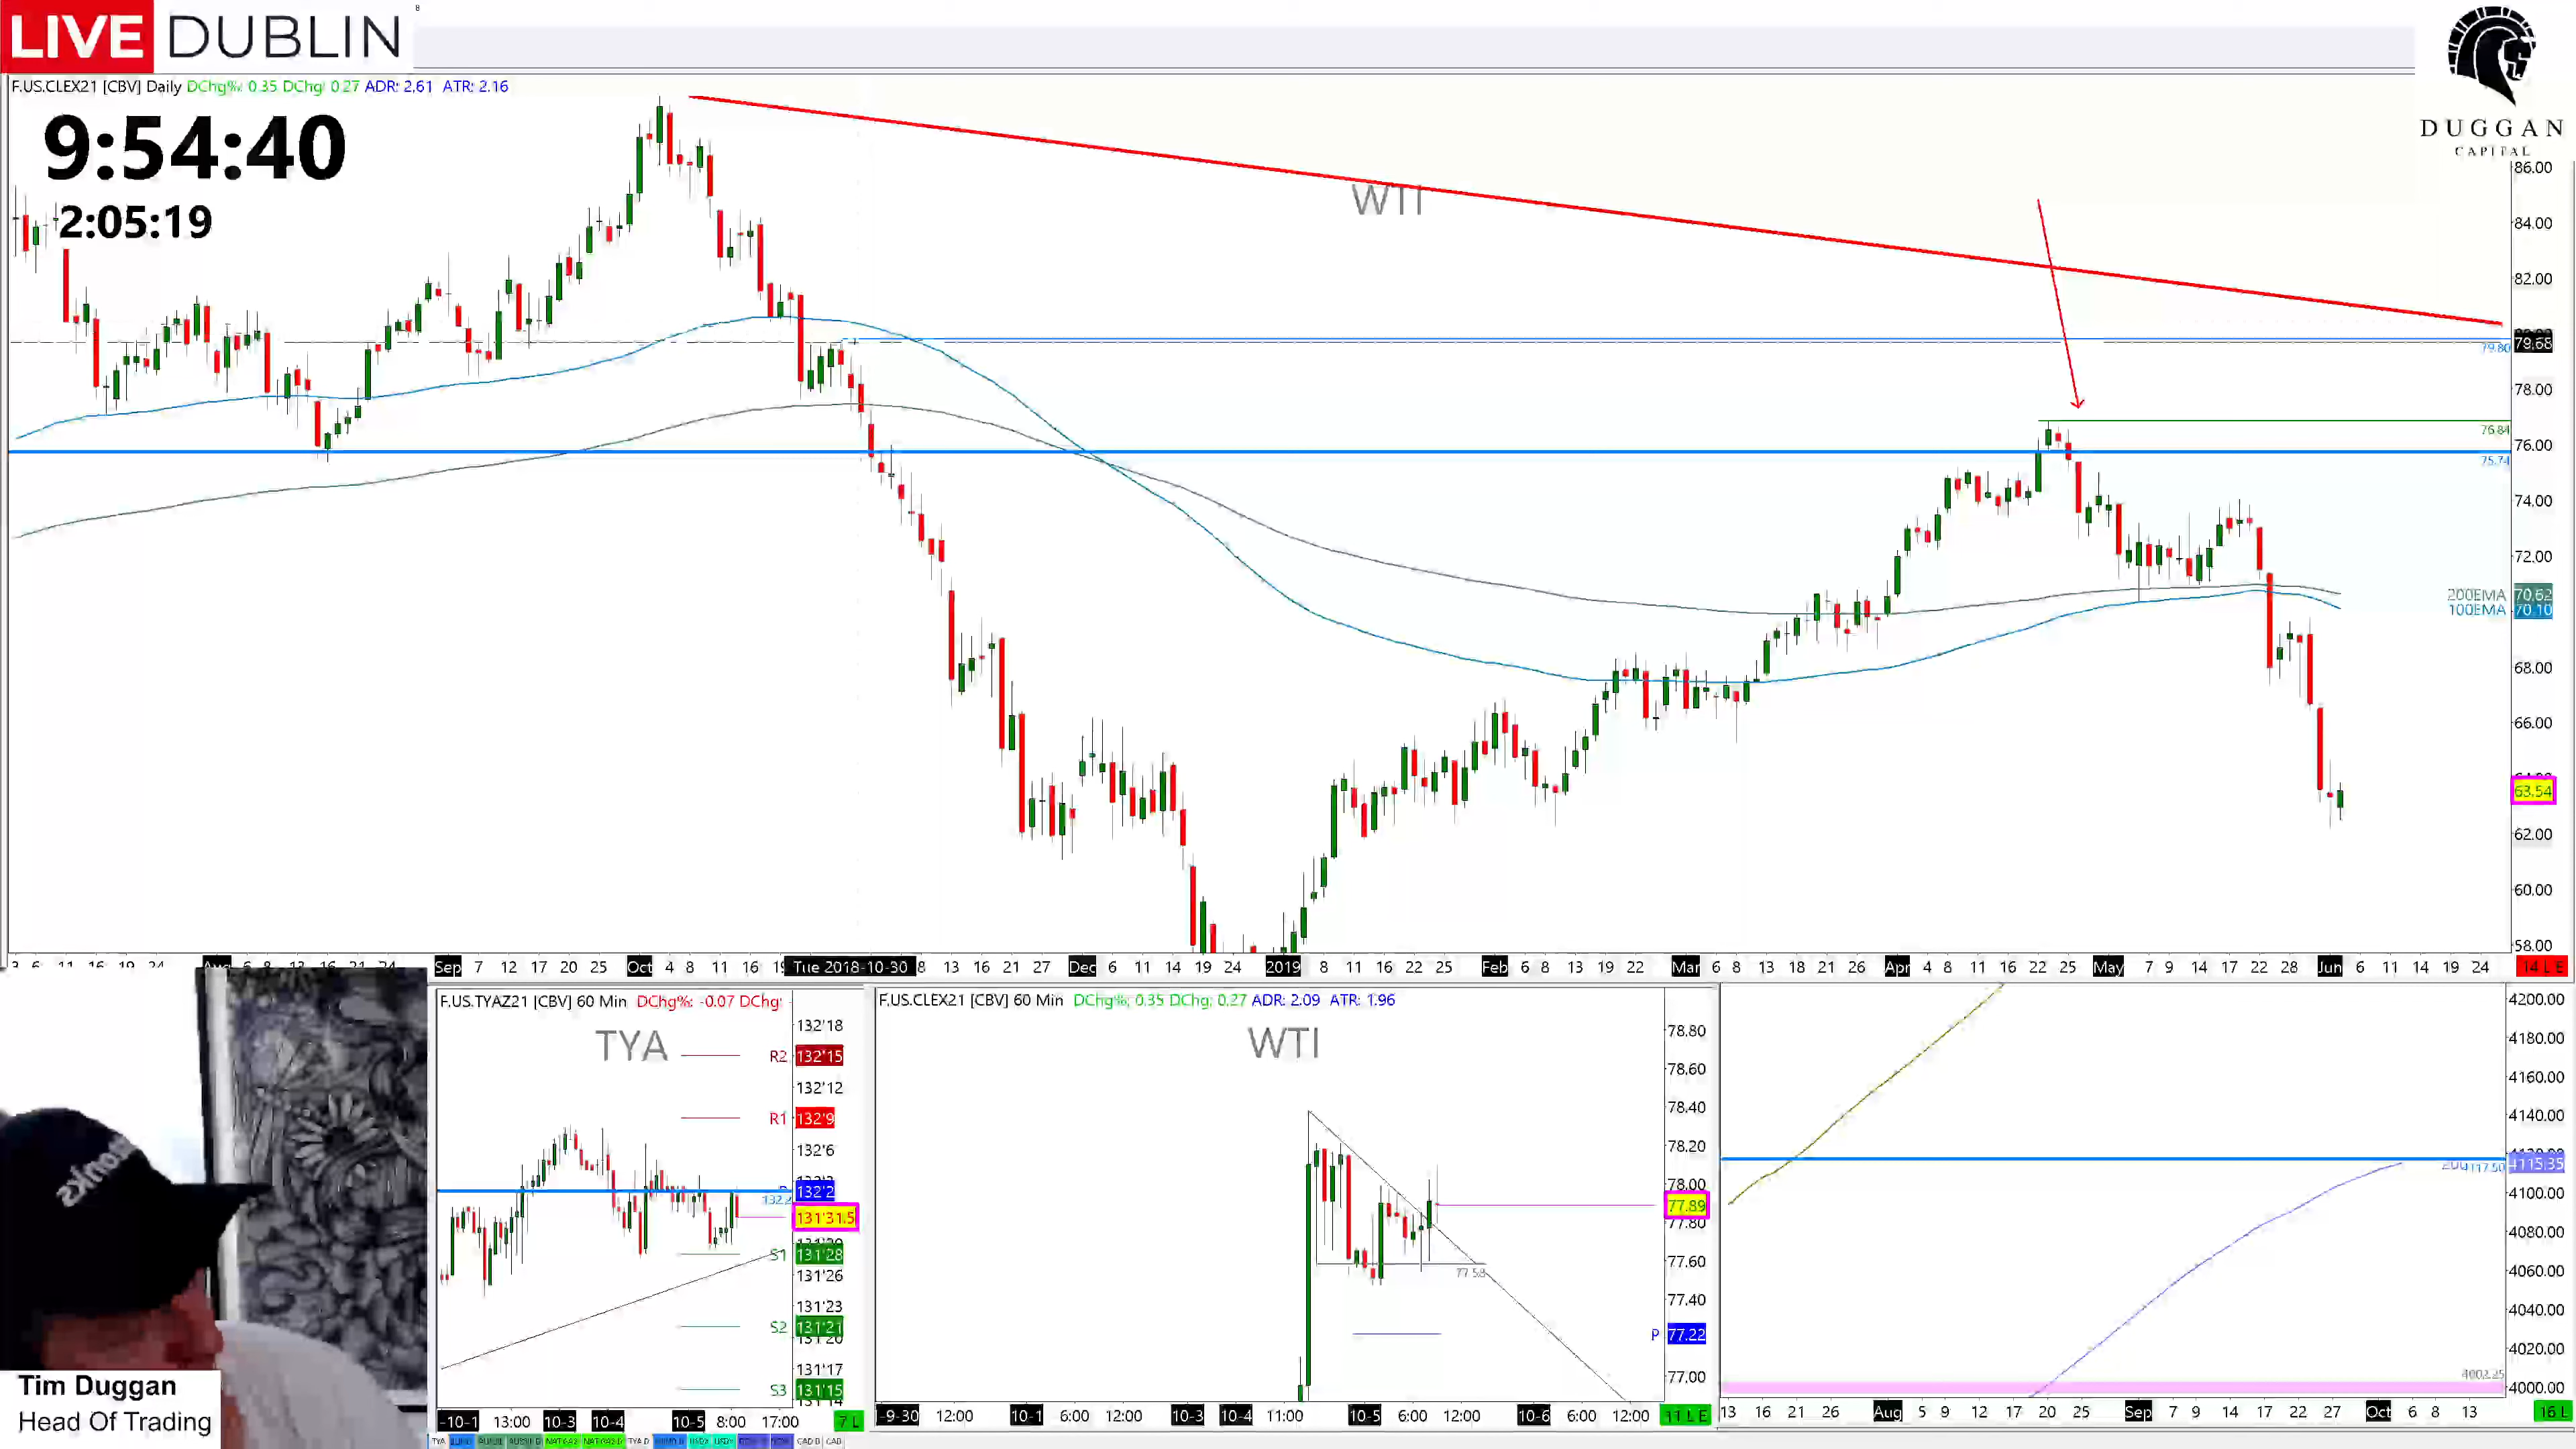 LIVE DUBLIN
F.US.CLEX21 [CBV] Daily DChg%: 0.35 DChg: 0.27 ADR: 2.61 ATR: 2.16
9:54:40
2:05:19
WTI
DUGGAN
CAPITAL
86.00
84.00
82.00
79.68
79.80
78.00
76.84
76.00
75.74
74.00
72.00
200EMA 70.62
100EMA 70.10
68.00
66.00
63.54
62.00
60.00
58.00
Sep 7 12 17 20 25 Oct 4 8 11 16 Tue 2018-10-30 8 13 16 21 27 Dec 6 11 14 19 24 2019 8 11 16 22 25 Feb 6 8 13 19 22 Mar 6 8 13 18 21 26 Apr 4 8 11 16 22 25 May 7 9 14 17 22 28 Jun 6 11 14 19 24
14 L E
F.US.TYAZ21 [CBV] 60 Min DChg%: -0.07 DChg:
TYA
132'18
R2 132'15
132'12
R1 132'9
132'6
132'2
131'31.5
S1 131'28
131'26
131'23
S2 131'21
131'20
131'17
S3 131'15
131'14
-10-1 13:00 10-3 10-4 10-5 8:00 17:00 7 L
F.US.CLEX21 [CBV] 60 Min DChg%: 0.35 DChg: 0.27 ADR: 2.09 ATR: 1.96
WTI
78.80
78.60
78.40
78.20
78.00
77.89
77.80
77.60
77.58
77.40
P 77.22
77.00
-9-30 12:00 10-1 6:00 12:00 10-3 10-4 11:00 10-5 6:00 12:00 10-6 6:00 12:00 11 L E
4200.00
4180.00
4160.00
4140.00
4115.35
4117.50
4100.00
4080.00
4060.00
4040.00
4020.00
4002.25
4000.00
13 16 21 26 Aug 5 9 12 17 20 25 Sep 7 9 14 17 22 27 Oct 6 8 13 16 L
Tim Duggan
Head Of Trading